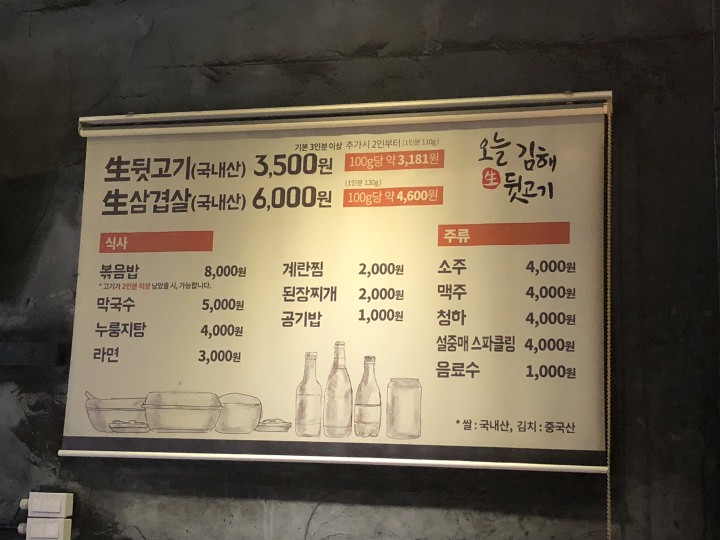 기본 3인분 이상 추가시 2인부터 (1인분 110g)
生뒷고기(국내산) 3,500원 100g당 약 3,181원
(1인분 130g)
生삼겹살(국내산) 6,000원 100g당 약 4,600원
오늘 김해
生 뒷고기
식사
볶음밥 8,000원
* 고기가 2인분 이상 남았을 시, 가능합니다.
막국수 5,000원
누룽지탕 4,000원
라면 3,000원
계란찜 2,000원
된장찌개 2,000원
공기밥 1,000원
주류
소주 4,000원
맥주 4,000원
청하 4,000원
설중매 스파클링 4,000원
음료수 1,000원
* 쌀 : 국내산, 김치 : 중국산